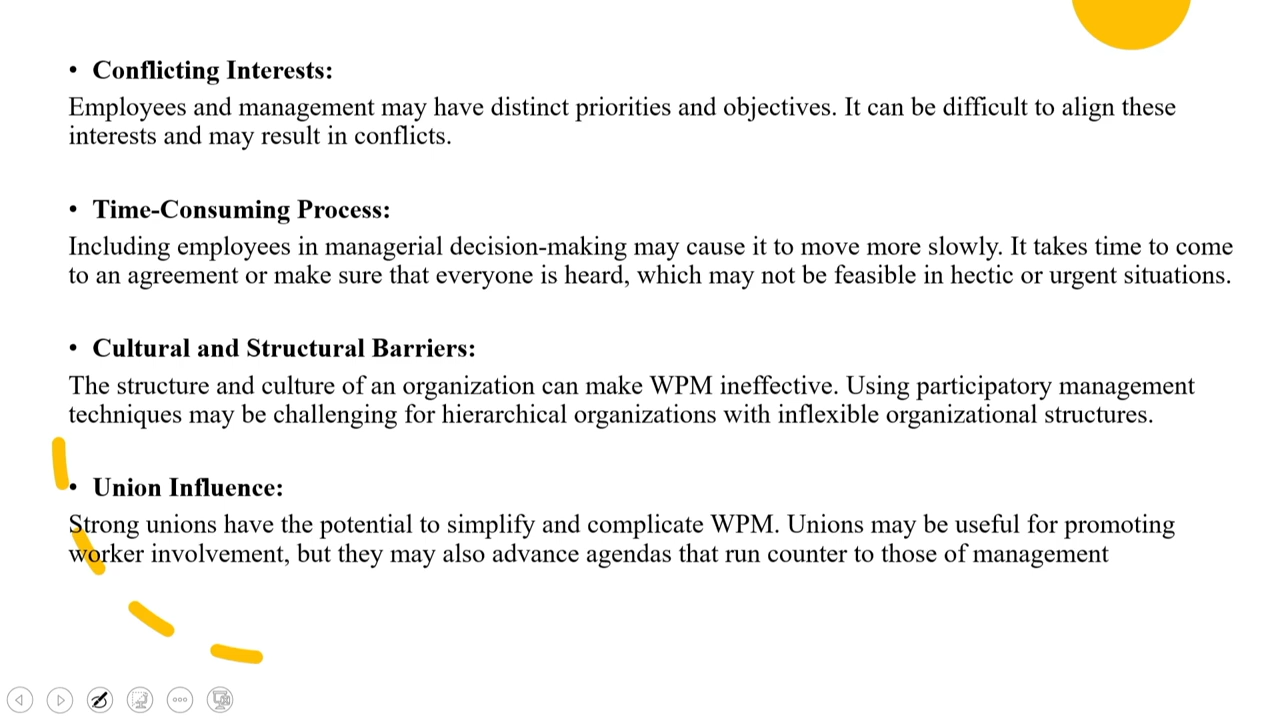 • Conflicting Interests:
Employees and management may have distinct priorities and objectives. It can be difficult to align these
interests and may result in conflicts.
• Time-Consuming Process:
Including employees in managerial decision-making may cause it to move more slowly. It takes time to come
to an agreement or make sure that everyone is heard, which may not be feasible in hectic or urgent situations.
• Cultural and Structural Barriers:
The structure and culture of an organization can make WPM ineffective. Using participatory management
techniques may be challenging for hierarchical organizations with inflexible organizational structures.
• Union Influence:
Strong unions have the potential to simplify and complicate WPM. Unions may be useful for promoting
worker involvement, but they may also advance agendas that run counter to those of management